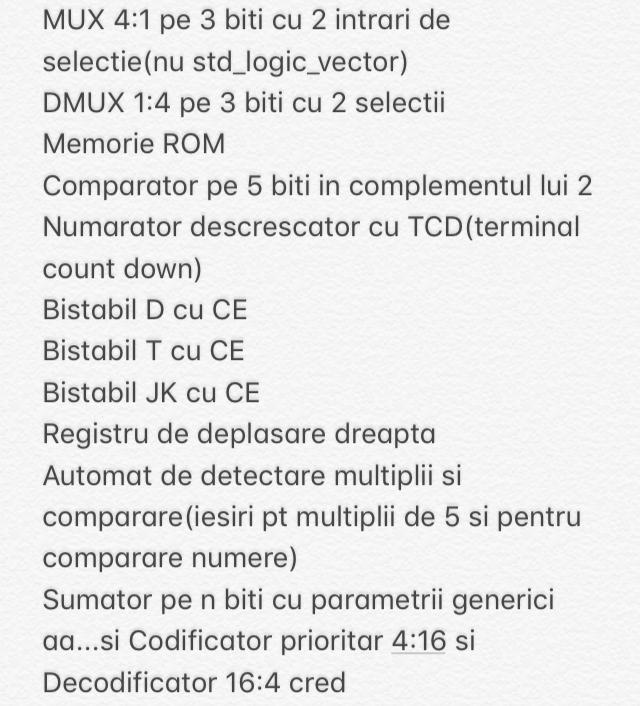 MUX 4:1 pe 3 biti cu 2 intrari de
selectie(nu std_logic_vector)
DMUX 1:4 pe 3 biti cu 2 selectii
Memorie ROM
Comparator pe 5 biti in complementul lui 2
Numarator descrescator cu TCD(terminal
count down)
Bistabil D cu CE
Bistabil T cu CE
Bistabil JK cu CE
Registru de deplasare dreapta
Automat de detectare multiplii si
comparare(iesiri pt multiplii de 5 si pentru
comparare numere)
Sumator pe n biti cu parametrii generici
aa...si Codificator prioritar 4:16 si
Decodificator 16:4 cred